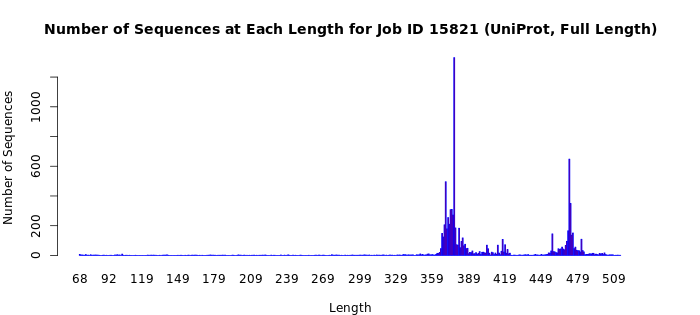 Number of Sequences at Each Length for Job ID 15821 (UniProt, Full Length)
Number of Sequences
1000
600
200
0
68 92 119 149 179 209 239 269 299 329 359 389 419 449 479 509
Length